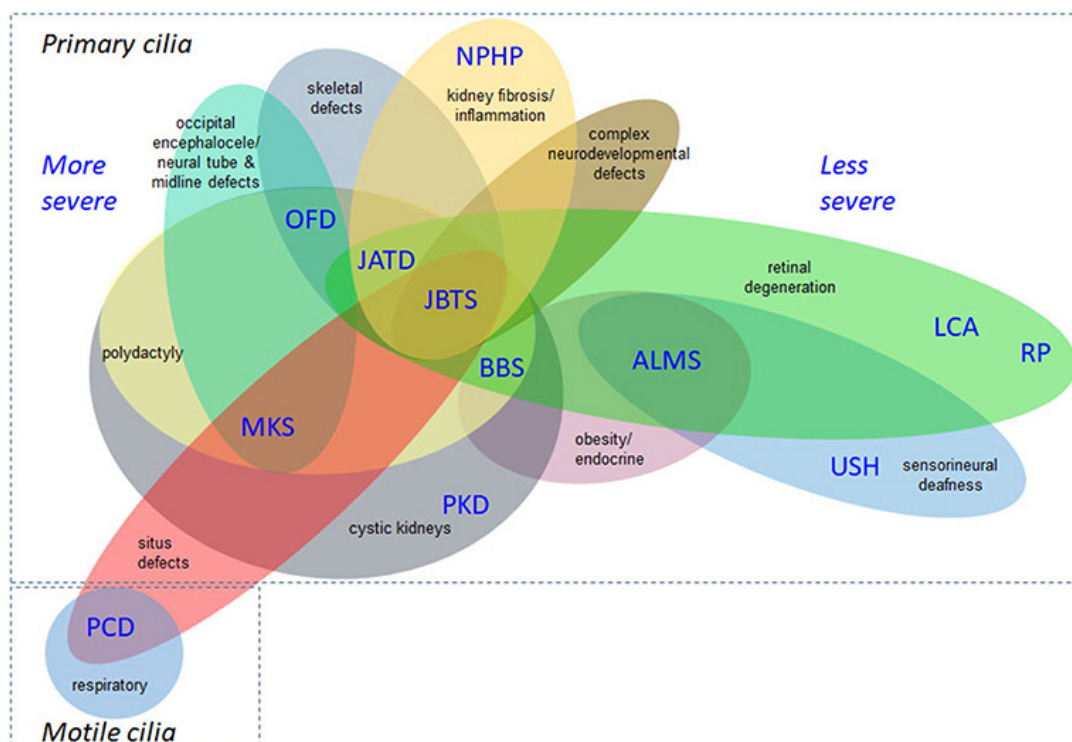 Primary cilia
NPHP
skeletal
defects
kidney fibrosis/
inflammation
occipital
encephalocele/
neural tube &
midline defects
complex
neurodevelopmental
defects
More
severe
Less
severe
OFD
JATD
retinal
degeneration
JBTS
LCA
RP
polydactyly
BBS
ALMS
MKS
obesity/
endocrine
USH
sensorineural
deafness
PKD
cystic kidneys
situs
defects
PCD
respiratory
Motile cilia